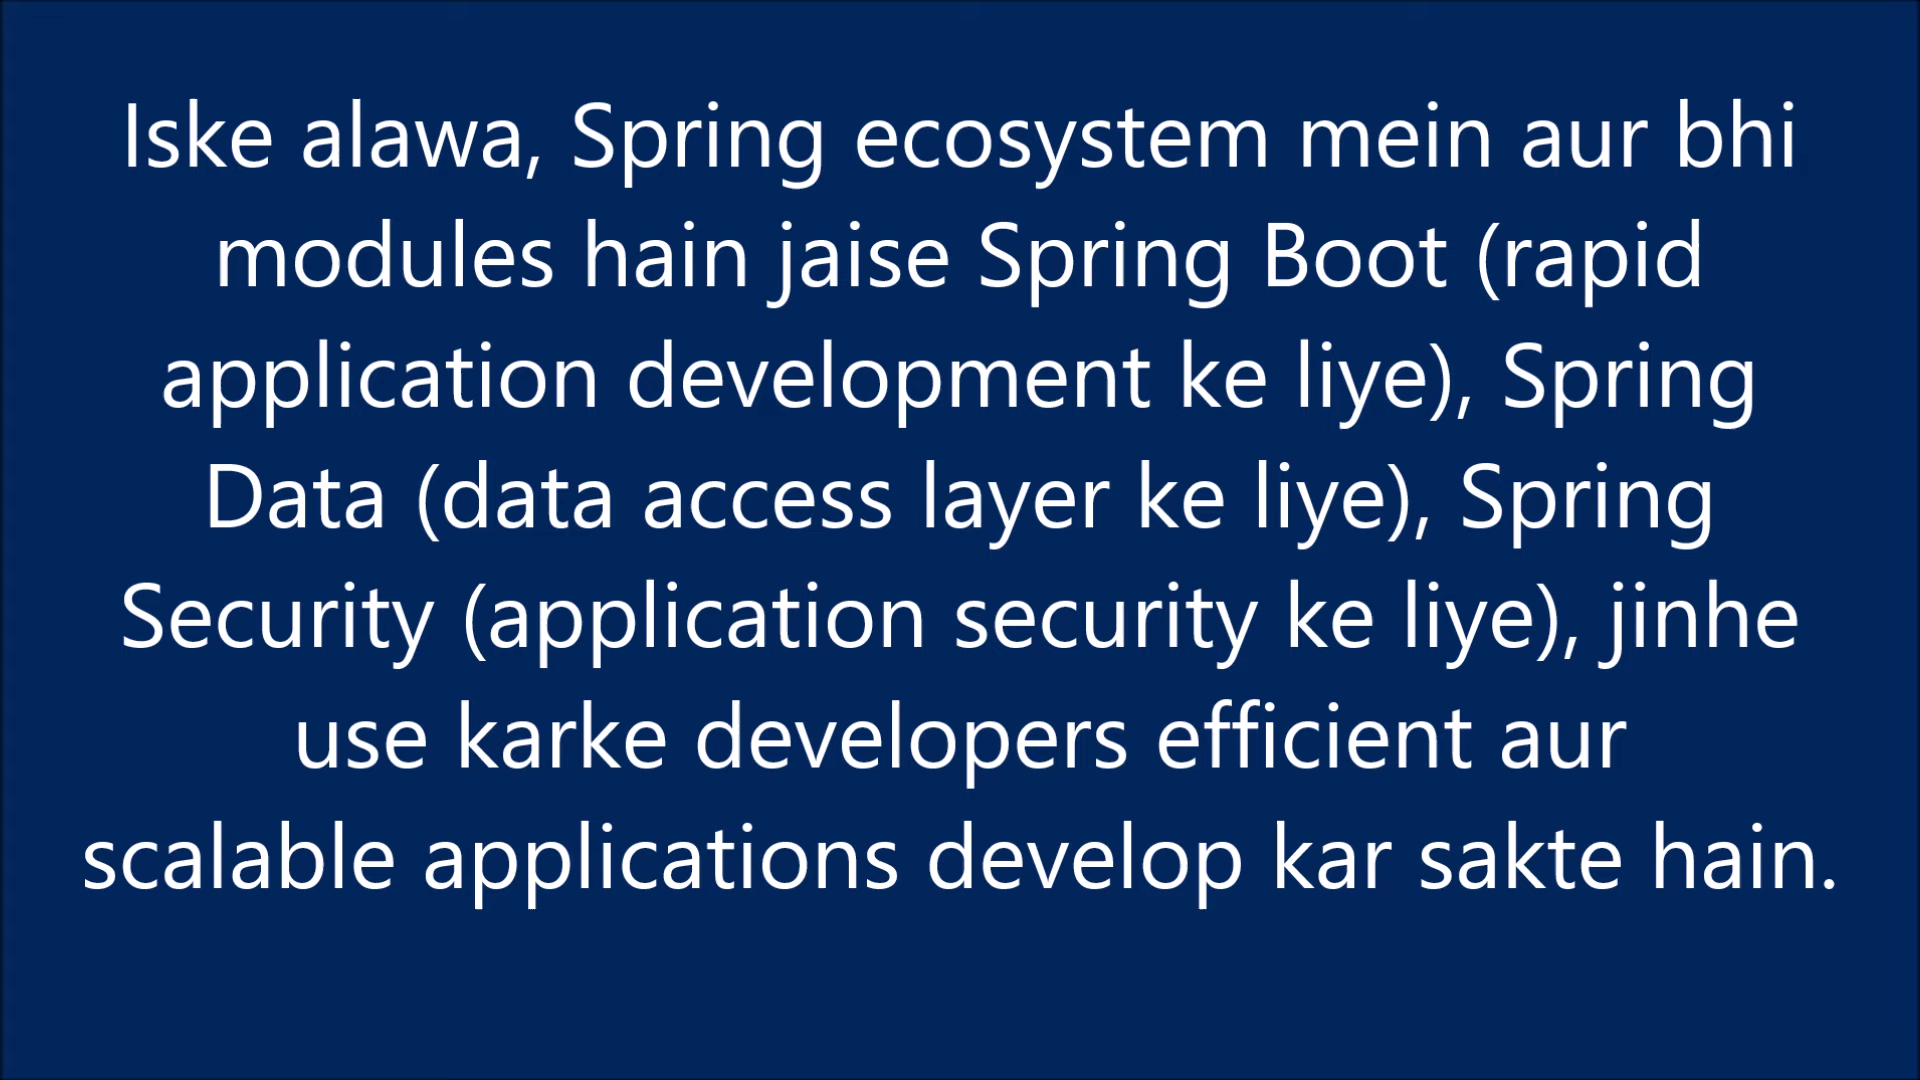 Iske alawa, Spring ecosystem mein aur bhi
modules hain jaise Spring Boot (rapid
application development ke liye), Spring
Data (data access layer ke liye), Spring
Security (application security ke liye), jinhe
use karke developers efficient aur
scalable applications develop kar sakte hain.